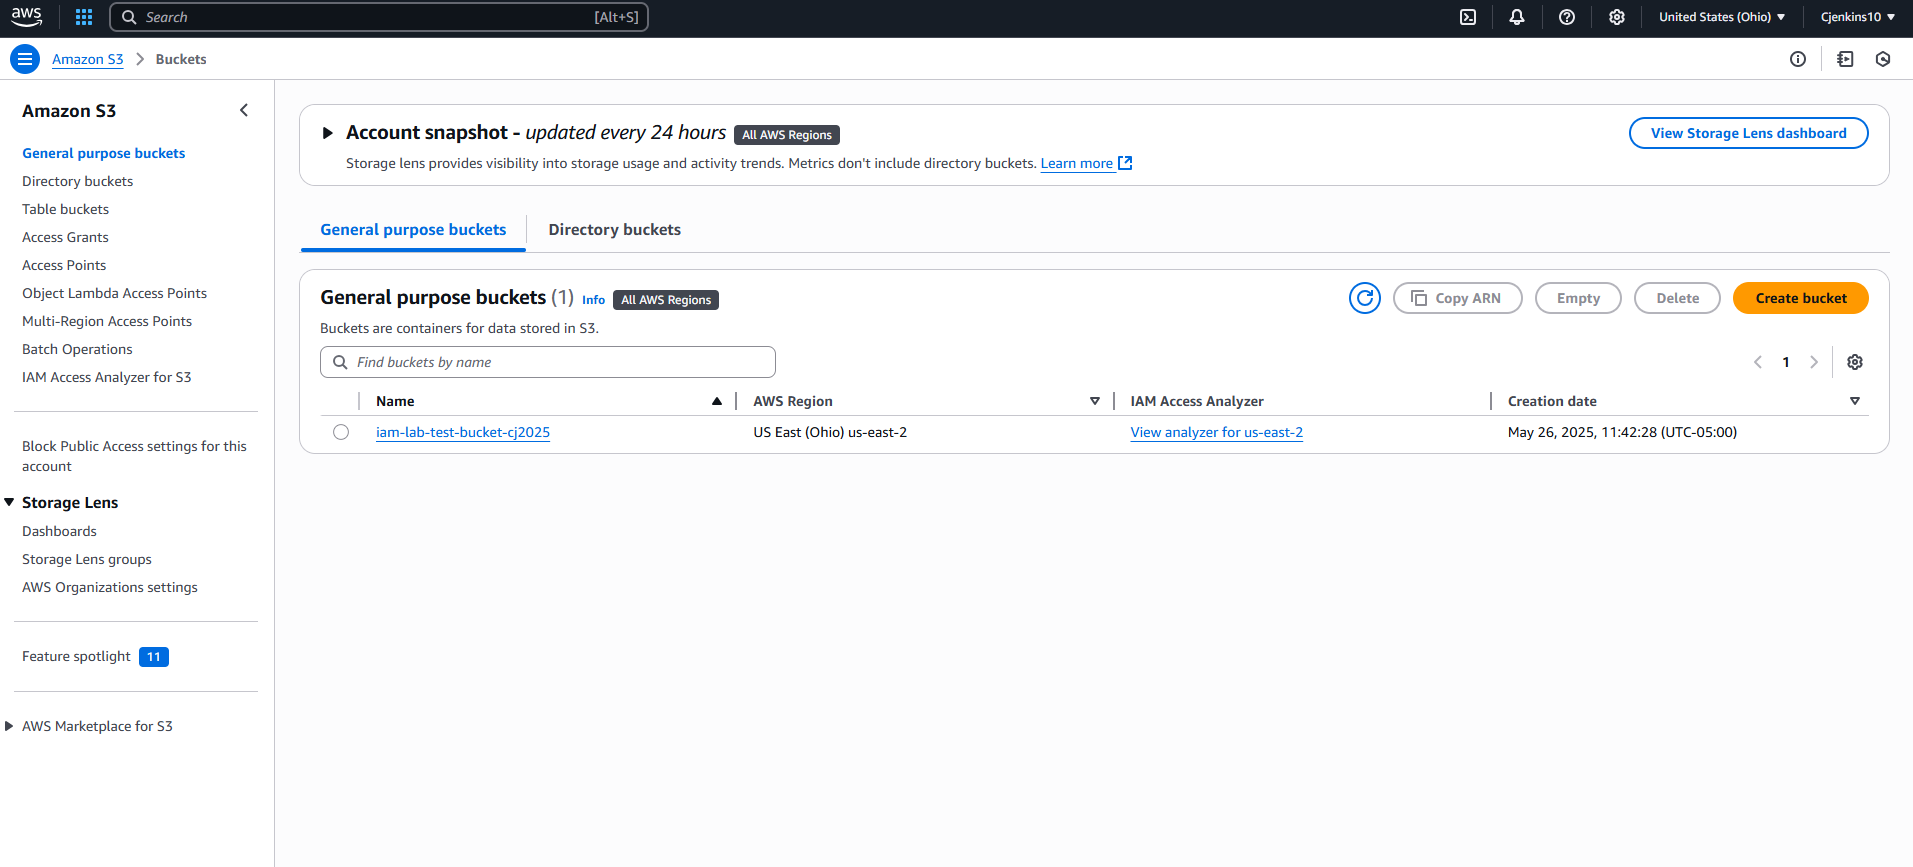 aws
Search [Alt+S]
United States (Ohio)
Cjenkins10
Amazon S3
Buckets
Amazon S3
General purpose buckets
Directory buckets
Table buckets
Access Grants
Access Points
Object Lambda Access Points
Multi-Region Access Points
Batch Operations
IAM Access Analyzer for S3
Block Public Access settings for this
account
Storage Lens
Dashboards
Storage Lens groups
AWS Organizations settings
Feature spotlight 11
AWS Marketplace for S3
Account snapshot - updated every 24 hours All AWS Regions
View Storage Lens dashboard
Storage lens provides visibility into storage usage and activity trends. Metrics don't include directory buckets. Learn more
General purpose buckets
Directory buckets
General purpose buckets (1) Info All AWS Regions
Copy ARN
Empty
Delete
Create bucket
Buckets are containers for data stored in S3.
Find buckets by name
1
Name AWS Region IAM Access Analyzer Creation date
iam-lab-test-bucket-cj2025 US East (Ohio) us-east-2 View analyzer for us-east-2 May 26, 2025, 11:42:28 (UTC-05:00)